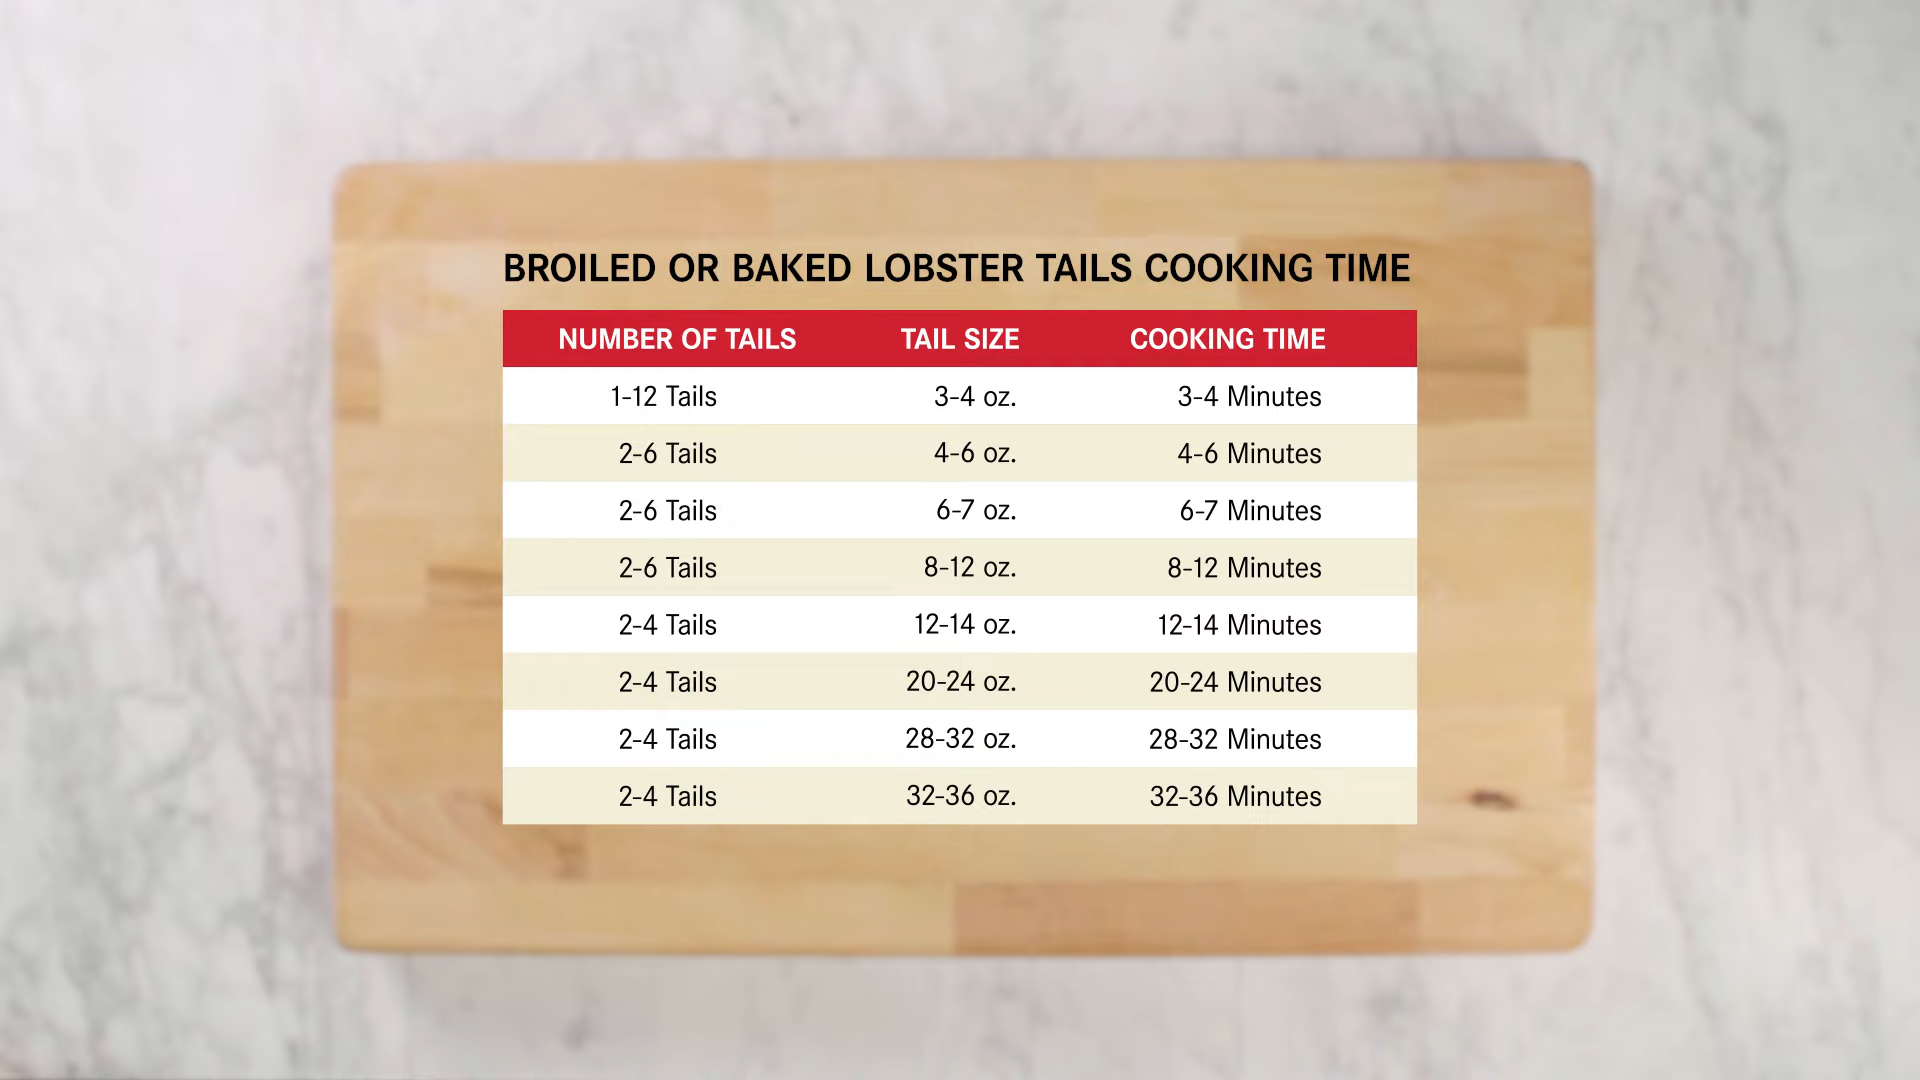 BROILED OR BAKED LOBSTER TAILS COOKING TIME
NUMBER OF TAILS TAIL SIZE COOKING TIME
1-12 Tails 3-4 oz. 3-4 Minutes
2-6 Tails 4-6 oz. 4-6 Minutes
2-6 Tails 6-7 oz. 6-7 Minutes
2-6 Tails 8-12 oz. 8-12 Minutes
2-4 Tails 12-14 oz. 12-14 Minutes
2-4 Tails 20-24 oz. 20-24 Minutes
2-4 Tails 28-32 oz. 28-32 Minutes
2-4 Tails 32-36 oz. 32-36 Minutes